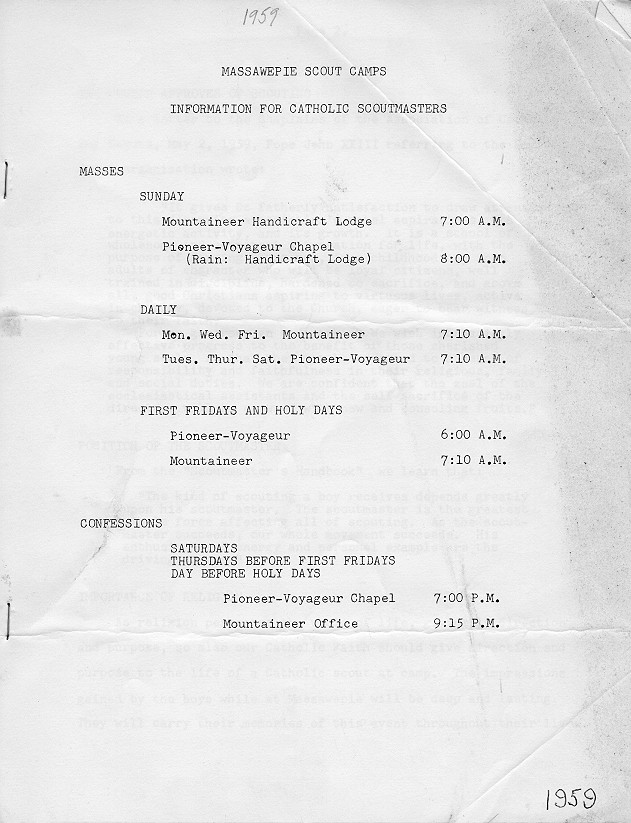 1959
MASSAWEPIE SCOUT CAMPS
INFORMATION FOR CATHOLIC SCOUTMASTERS
MASSES
SUNDAY
Mountaineer Handicraft Lodge 7:00 A.M.
Pioneer-Voyageur Chapel
(Rain: Handicraft Lodge) 8:00 A.M.
DAILY
Mon. Wed. Fri. Mountaineer 7:10 A.M.
Tues. Thur. Sat. Pioneer-Voyageur 7:10 A.M.
FIRST FRIDAYS AND HOLY DAYS
Pioneer-Voyageur 6:00 A.M.
Mountaineer 7:10 A.M.
CONFESSIONS
SATURDAYS
THURSDAYS BEFORE FIRST FRIDAYS
DAY BEFORE HOLY DAYS
Pioneer-Voyageur Chapel 7:00 P.M.
Mountaineer Office 9:15 P.M.
1959